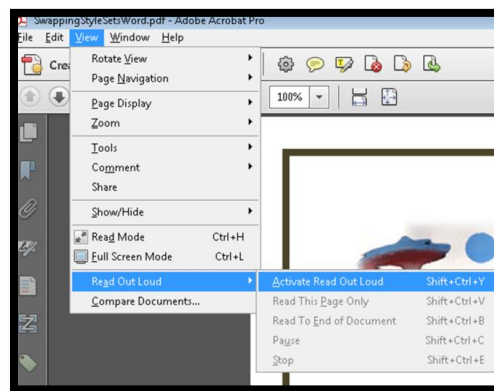 SwappingStyleSetsWord.pdf - Adobe Acrobat Pro
File Edit View Window Help
Crea
Rotate View
Page Navigation
100%
Page Display
Zoom
Tools
Comment
Share
Show/Hide
Read Mode Ctrl+H
Full Screen Mode Ctrl+L
Read Out Loud
Activate Read Out Loud Shift+Ctrl+Y
Compare Documents...
Read This Page Only Shift+Ctrl+V
Read To End of Document Shift+Ctrl+B
Pause Shift+Ctrl+C
Stop Shift+Ctrl+E